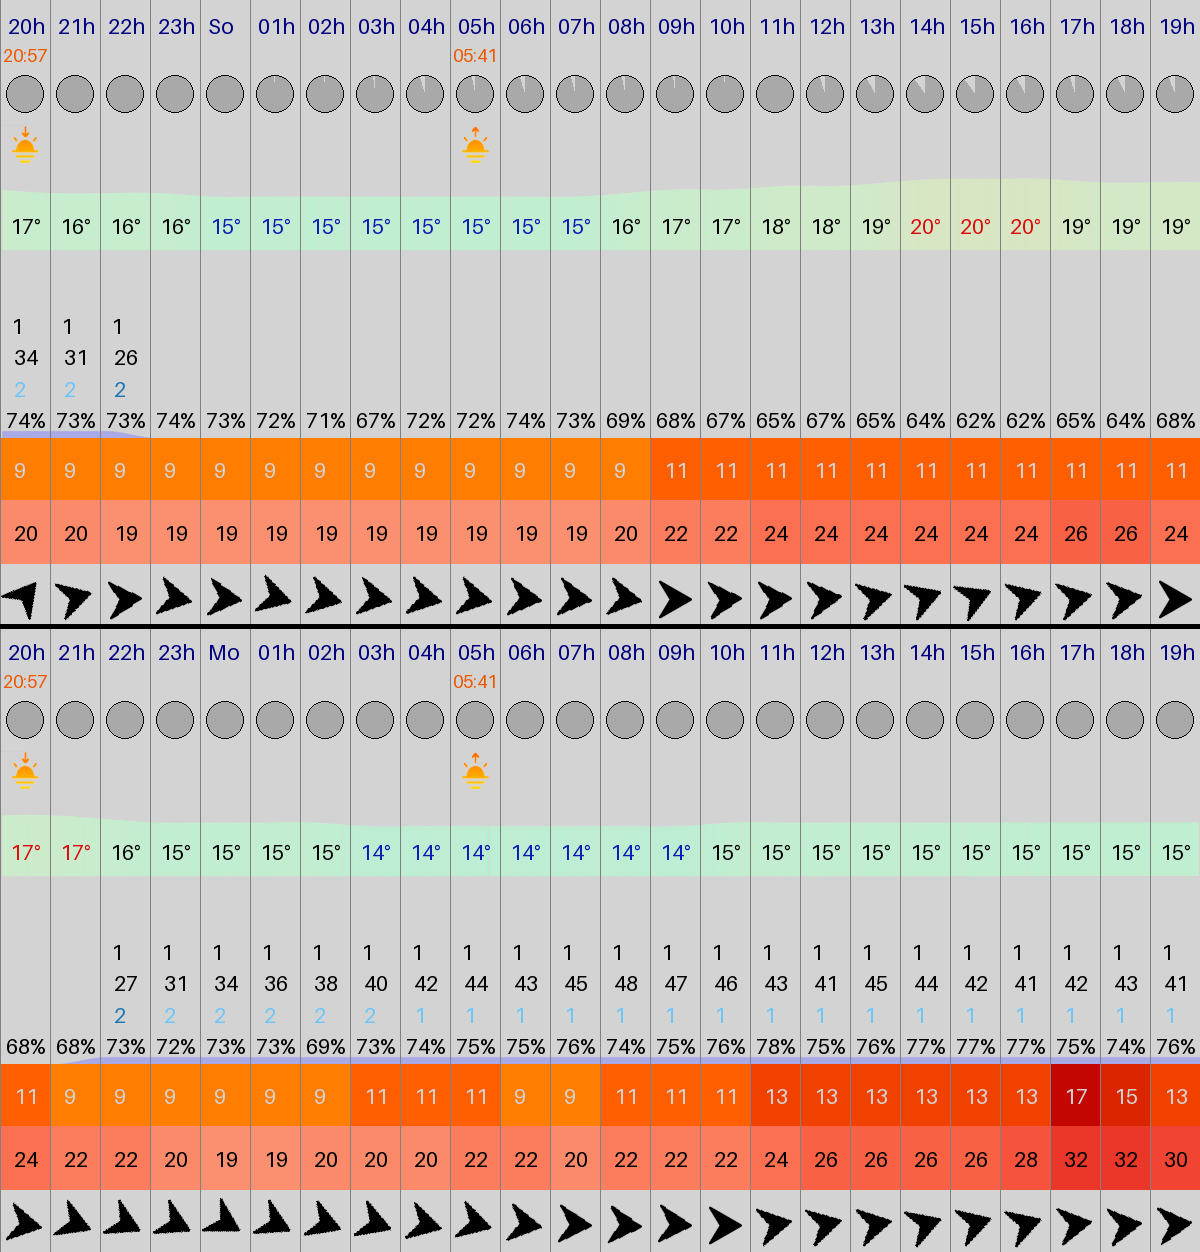 20h 21h 22h 23h So 01h 02h 03h 04h 05h 06h 07h 08h 09h 10h 11h 12h 13h 14h 15h 16h 17h 18h 19h
20:57 05:41
17° 16° 16° 16° 15° 15° 15° 15° 15° 15° 15° 15° 16° 17° 17° 18° 18° 19° 20° 20° 20° 19° 19° 19°
1 1 1
34 31 26
2 2 2
74% 73% 73% 74% 73% 72% 71% 67% 72% 72% 74% 73% 69% 68% 67% 65% 67% 65% 64% 62% 62% 65% 64% 68%
9 9 9 9 9 9 9 9 9 9 9 9 9 11 11 11 11 11 11 11 11 11 11 11
20 20 19 19 19 19 19 19 19 19 19 19 20 22 22 24 24 24 24 24 24 26 26 24
20h 21h 22h 23h Mo 01h 02h 03h 04h 05h 06h 07h 08h 09h 10h 11h 12h 13h 14h 15h 16h 17h 18h 19h
20:57 05:41
17° 17° 16° 15° 15° 15° 15° 14° 14° 14° 14° 14° 14° 14° 15° 15° 15° 15° 15° 15° 15° 15° 15° 15°
1 1 1 1 1 1 1 1 1 1 1 1 1 1 1 1 1 1 1 1 1 1
27 31 34 36 38 40 42 44 43 45 48 47 46 43 41 45 44 42 41 42 43 41
2 2 2 2 2 2 1 1 1 1 1 1 1 1 1 1 1 1 1 1 1 1
68% 68% 73% 72% 73% 73% 69% 73% 74% 75% 75% 76% 74% 75% 76% 78% 75% 76% 77% 77% 77% 75% 74% 76%
11 9 9 9 9 9 9 11 11 11 9 9 11 11 11 13 13 13 13 13 13 17 15 13
24 22 22 20 19 19 20 20 20 22 22 20 22 22 22 24 26 26 26 26 28 32 32 30